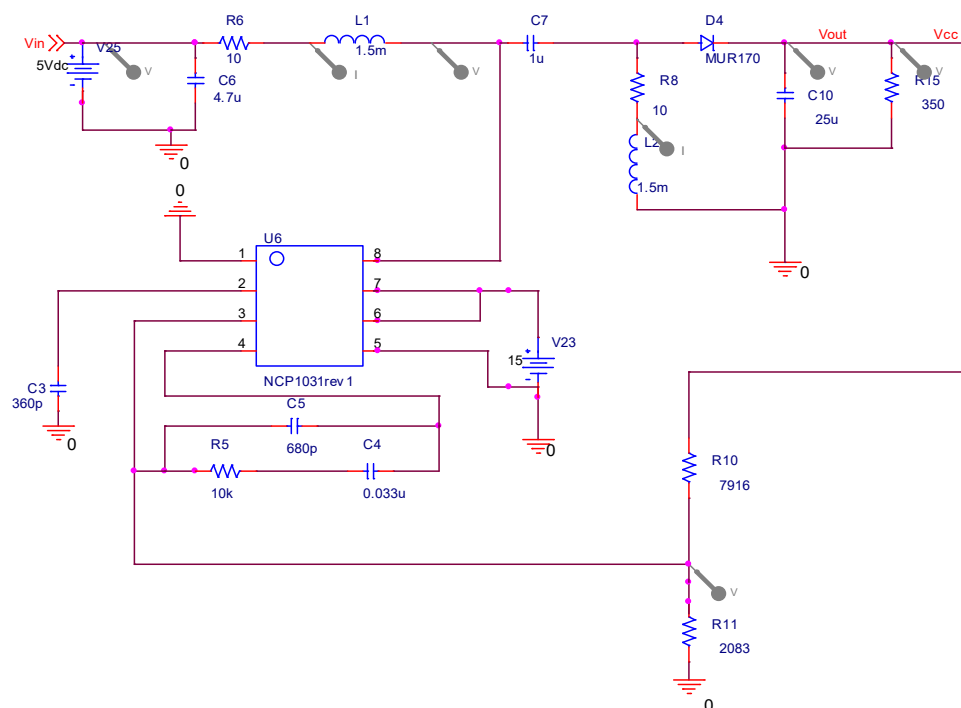 R6 L1 C7 D4
Vin V25 Vout Vcc
5Vdc 10 1.5m 1u MUR170
V I V V V
C6 4.7u
R8 10
C10 25u
R15 350
L2 1.5m
I
0
0
0
U6
1 8
2 7
3 6
4 5
NCP1031rev 1
V23
15
C3
360p
0
0
C5
680p
R5 C4
10k 0.033u
R10
7916
V
R11
2083
0